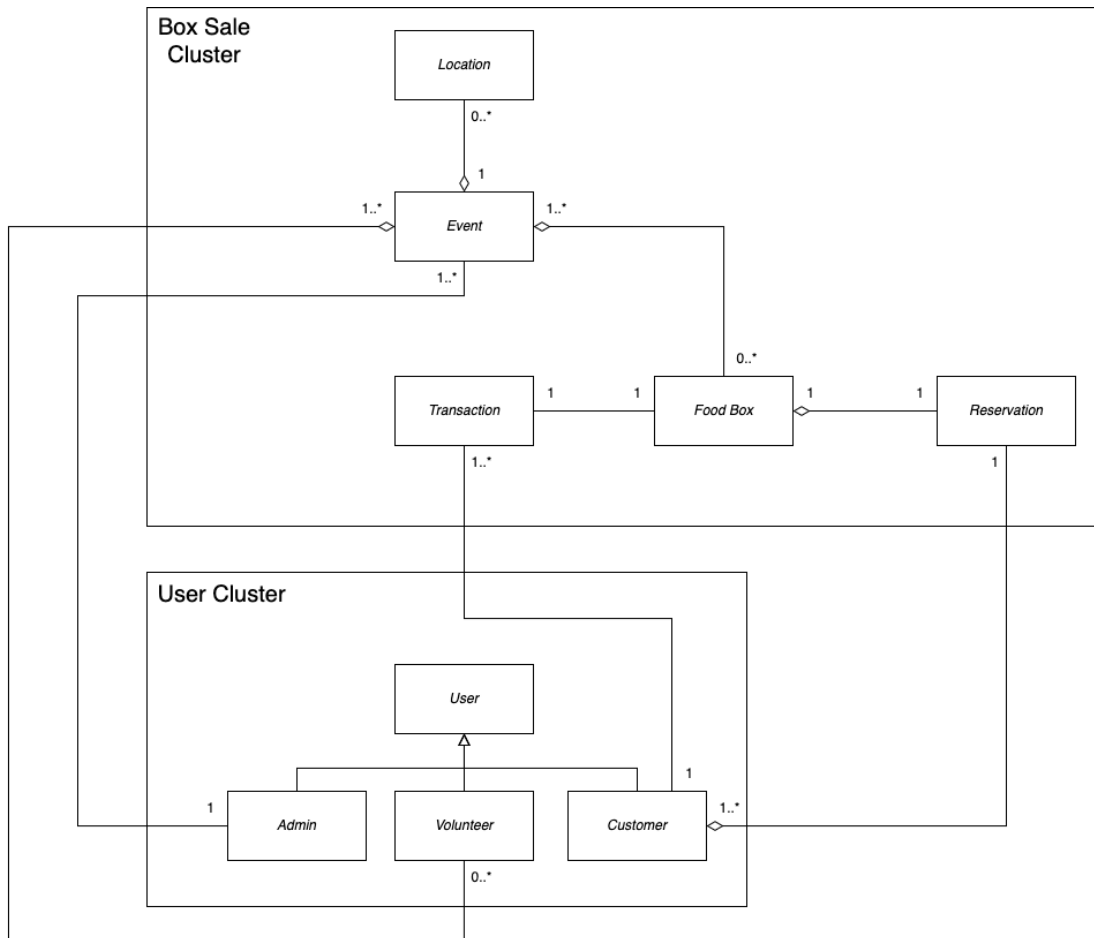 Box Sale
Cluster
Location
0..*
1
1..*
Event
1..*
1..*
0..*
Transaction
1
1
Food Box
1
1
Reservation
1..*
1
User Cluster
User
1
1
1..*
Admin
Volunteer
Customer
0..*